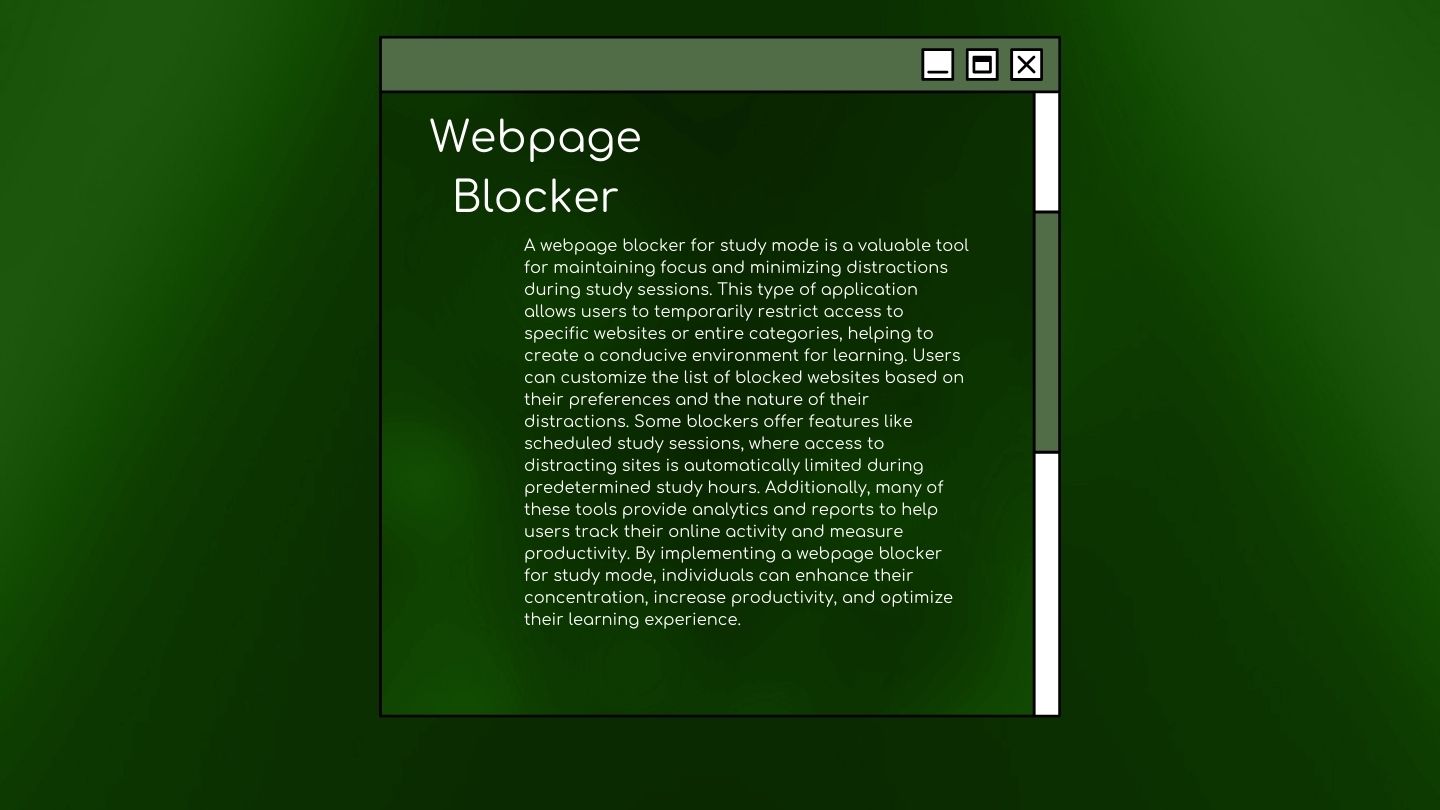 Webpage
Blocker
A webpage blocker for study mode is a valuable tool
for maintaining focus and minimizing distractions
during study sessions. This type of application
allows users to temporarily restrict access to
specific websites or entire categories, helping to
create a conducive environment for learning. Users
can customize the list of blocked websites based on
their preferences and the nature of their
distractions. Some blockers offer features like
scheduled study sessions, where access to
distracting sites is automatically limited during
predetermined study hours. Additionally, many of
these tools provide analytics and reports to help
users track their online activity and measure
productivity. By implementing a webpage blocker
for study mode, individuals can enhance their
concentration, increase productivity, and optimize
their learning experience.